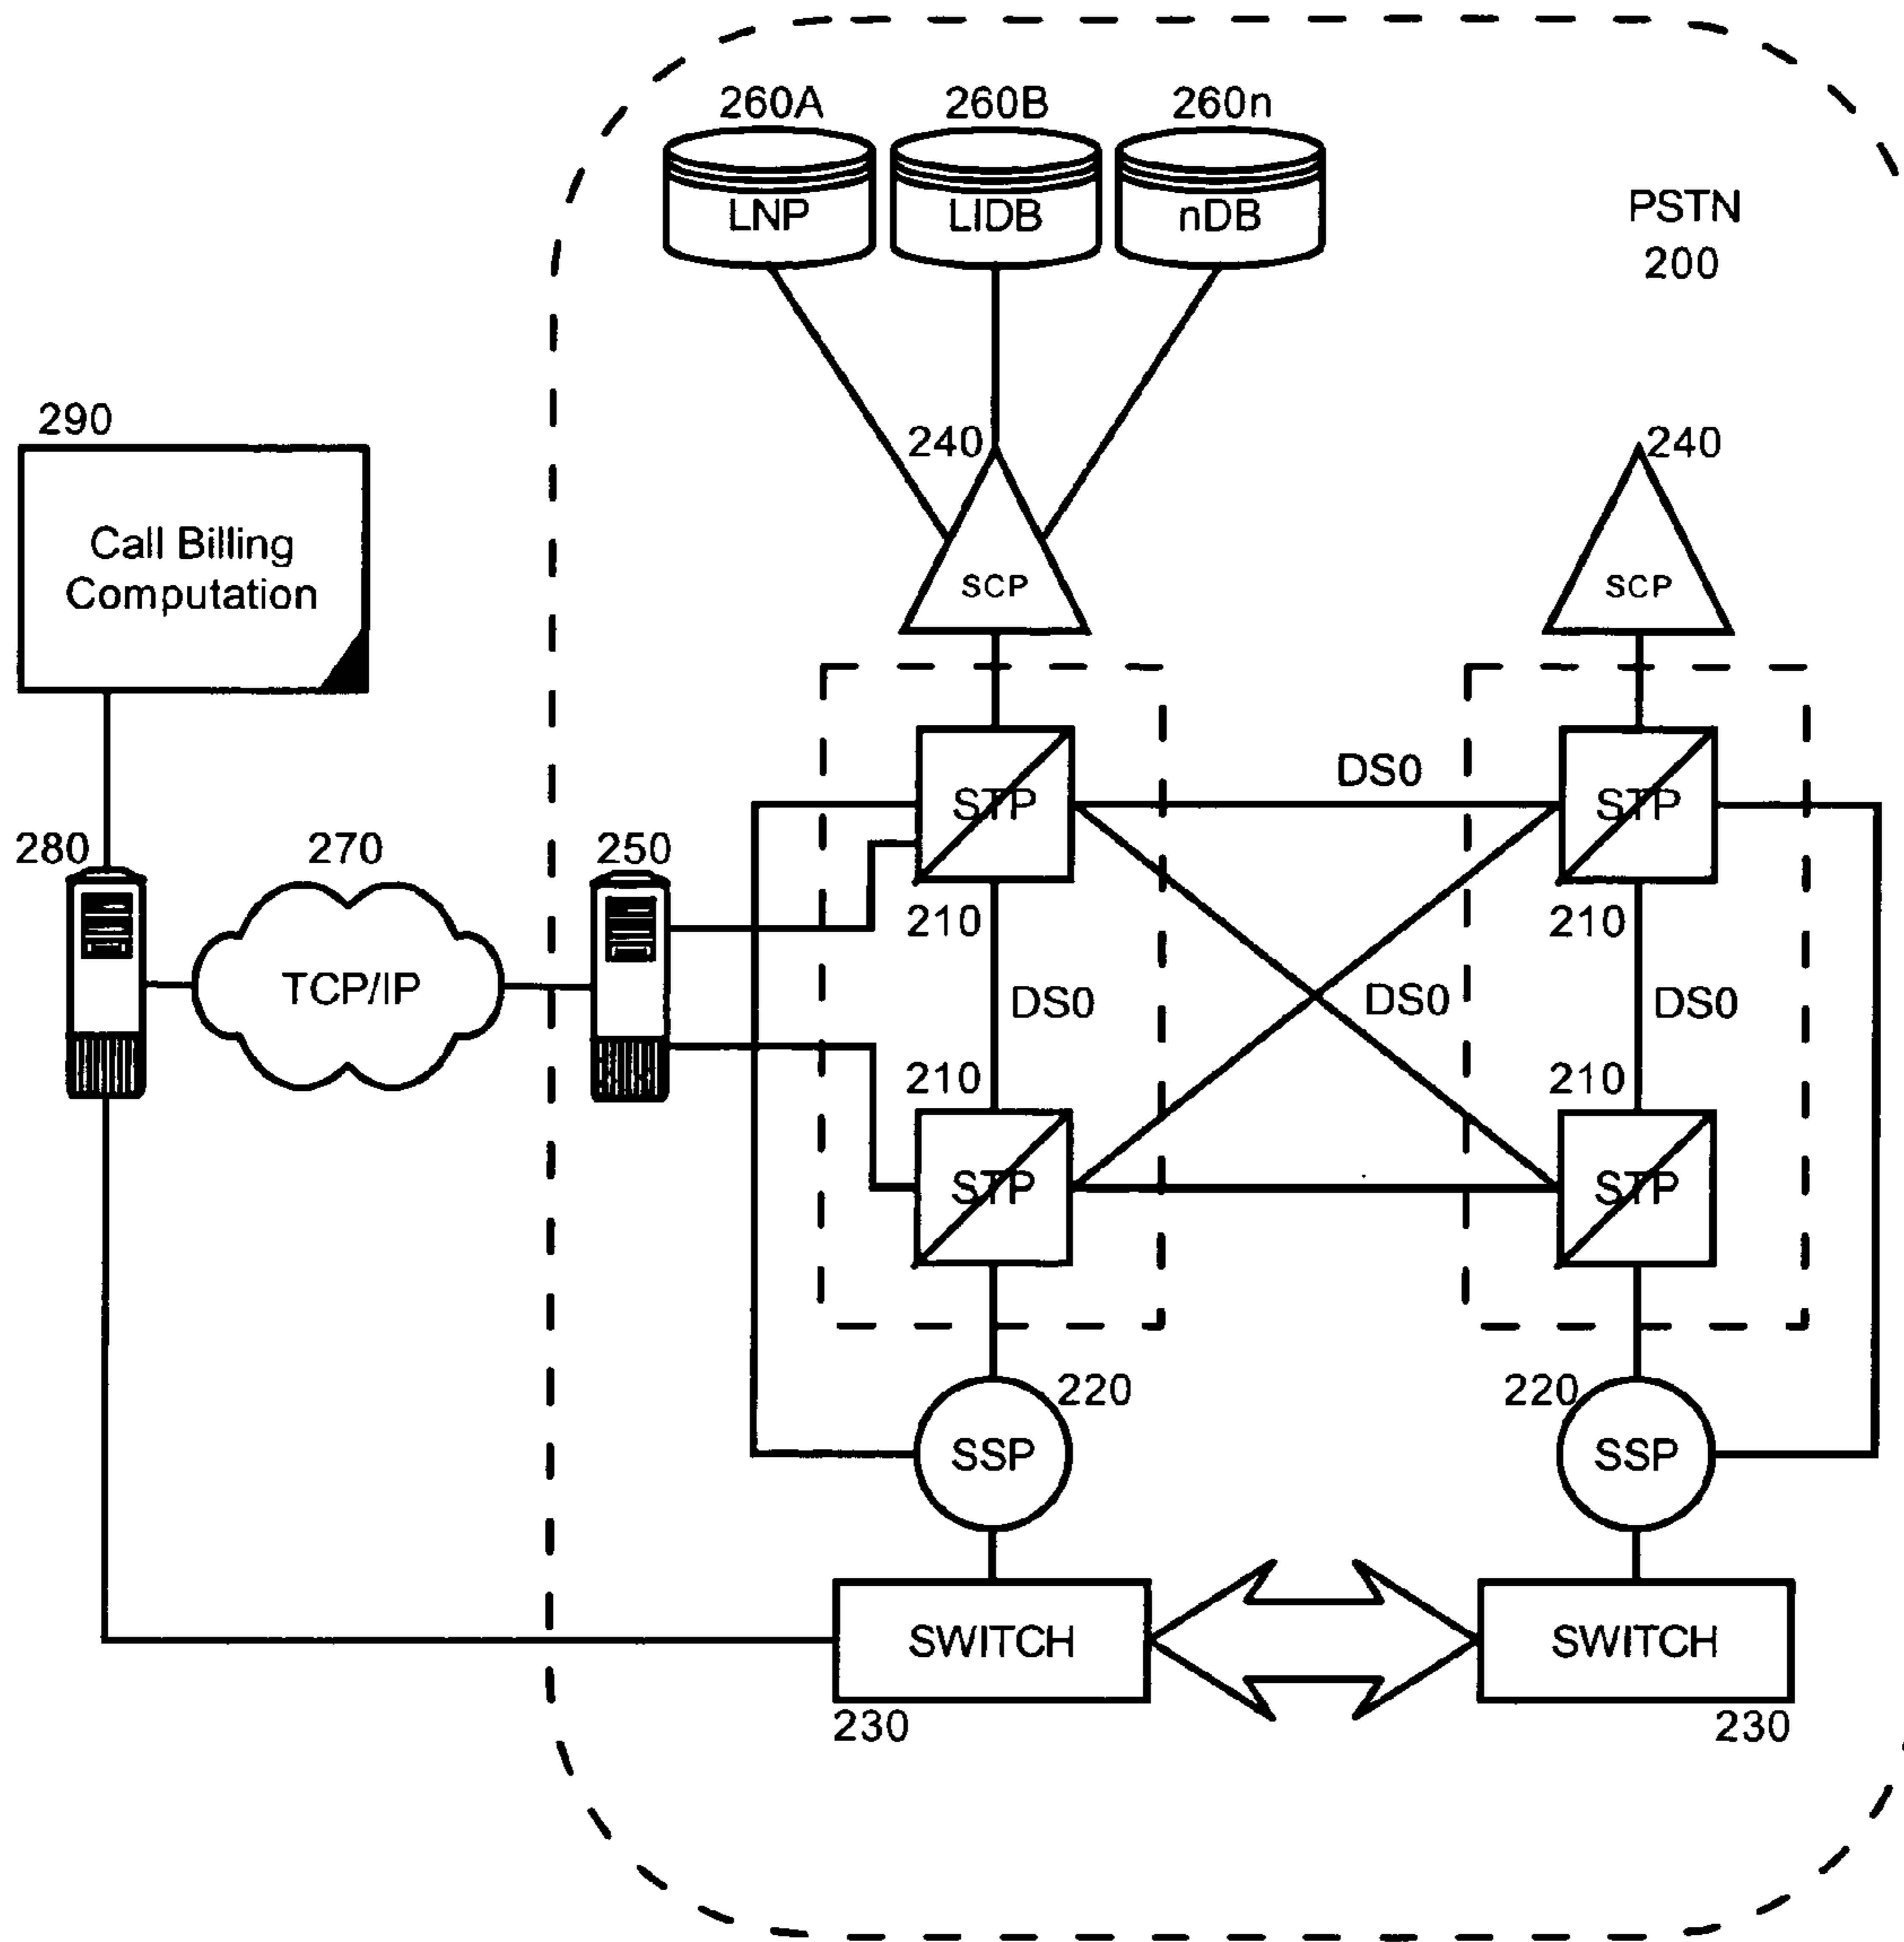 260A 260B 260n
LNP LIDB nDB
PSTN
200
290
240 240
Call Billing
Computation
SCP SCP
DS0
STP STP
280 270 250
210 210
TCP/IP
DS0 DS0 DS0
210 210
STP STP
220 220
SSP SSP
SWITCH SWITCH
230 230